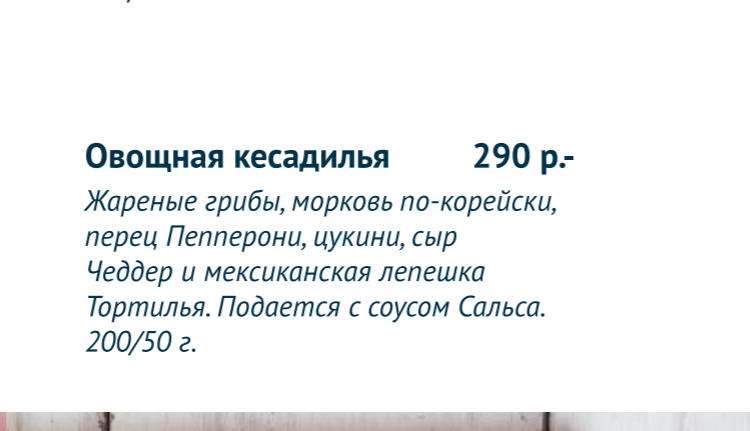 Овощная кесадилья 290 р.-
Жареные грибы, морковь по-корейски,
перец Пепперони, цукини, сыр
Чеддер и мексиканская лепешка
Тортилья. Подается с соусом Сальса.
200/50 г.